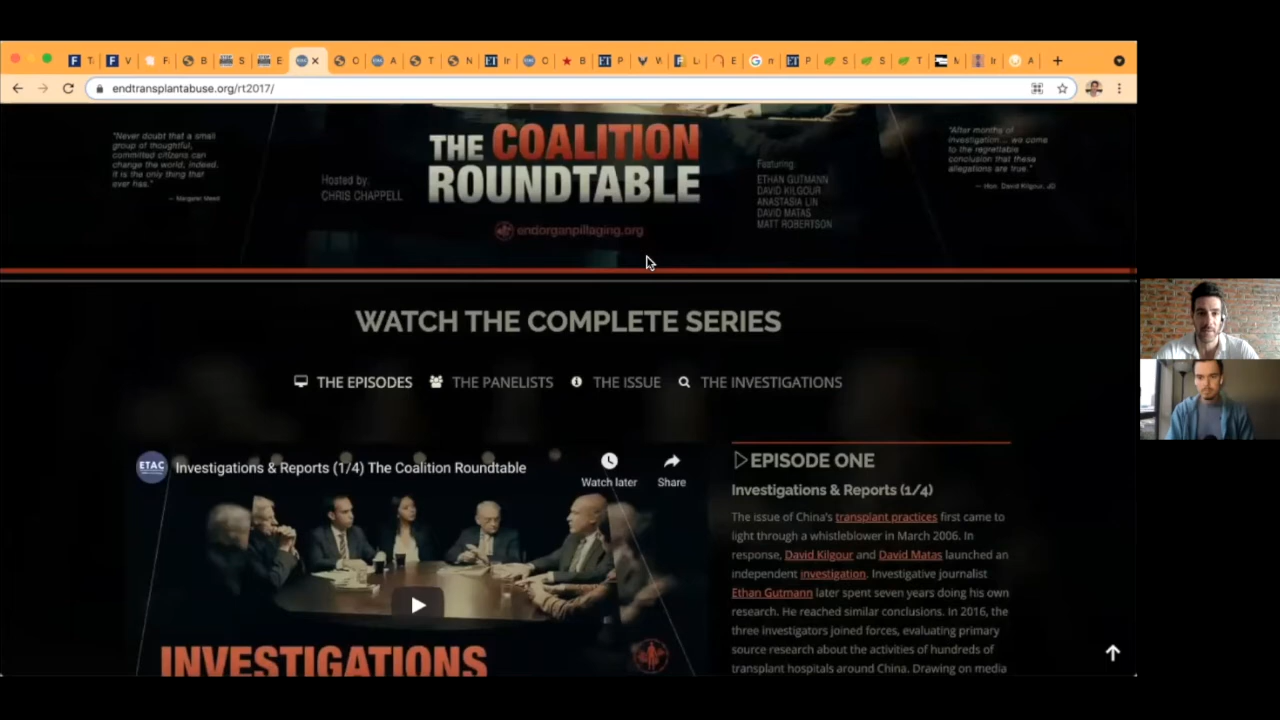 endtransplantabuse.org/rt2017/
"Never doubt that a small
group of thoughtful,
committed citizens can
change the world, indeed,
it is the only thing that
ever has."
— Margaret Mead
Hosted by:
CHRIS CHAPPELL
THE COALITION
ROUNDTABLE
endorganpillaging.org
Featuring:
ETHAN GUTMANN
DAVID KILGOUR
ANASTASIA LIN
DAVID MATAS
MATT ROBERTSON
"After months of
investigation... we come
to the regrettable
conclusion that these
allegations are true."
— Hon. David Kilgour, JD
WATCH THE COMPLETE SERIES
THE EPISODES THE PANELISTS THE ISSUE THE INVESTIGATIONS
ETAC
Investigations & Reports (1/4) The Coalition Roundtable
Watch later
Share
INVESTIGATIONS
EPISODE ONE
Investigations & Reports (1/4)
The issue of China's transplant practices first came to
light through a whistleblower in March 2006. In
response, David Kilgour and David Matas launched an
independent investigation. Investigative journalist
Ethan Gutmann later spent seven years doing his own
research. He reached similar conclusions. In 2016, the
three investigators joined forces, evaluating primary
source research about the activities of hundreds of
transplant hospitals around China. Drawing on media